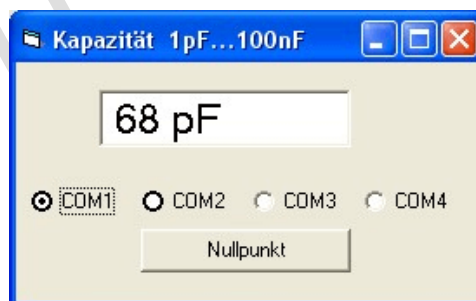 Kapazität 1pF...100nF
68 pF
COM1 COM2 COM3 COM4
Nullpunkt